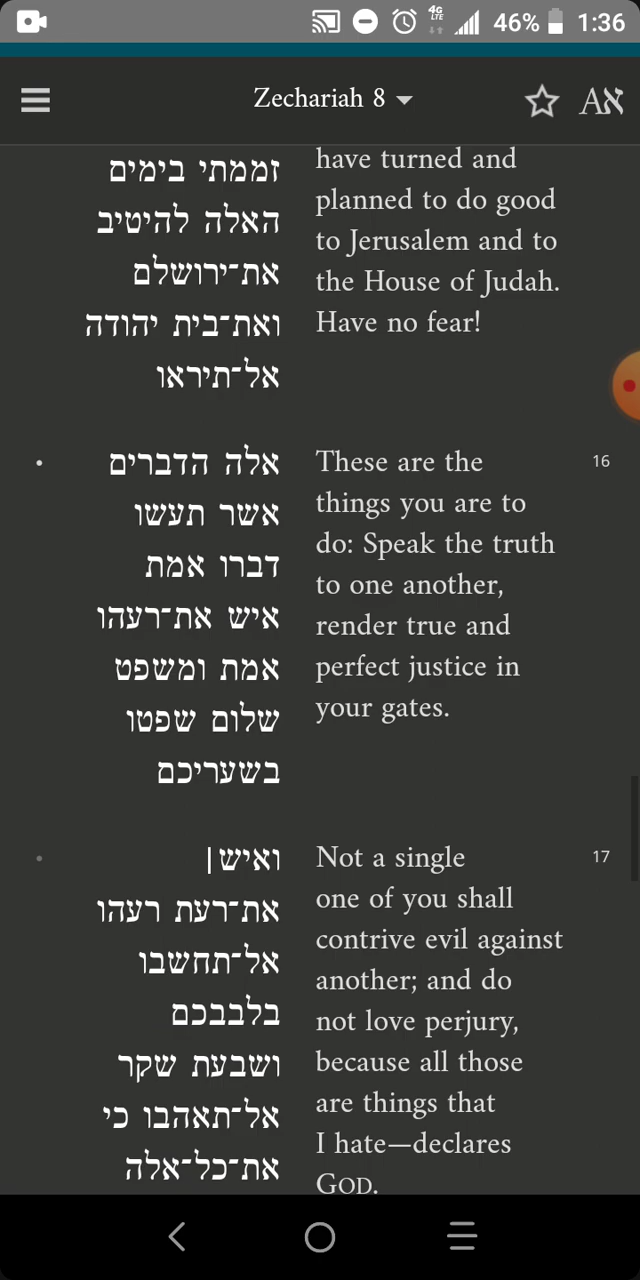 4G
LTE
46%
1:36
Zechariah 8
Aא
זממתי בימים
האלה להיטיב
את־ירושלם
ואת־בית יהודה
אל־תיראו
have turned and
planned to do good
to Jerusalem and to
the House of Judah.
Have no fear!
אלה הדברים
אשר תעשו
דברו אמת
איש את־רעהו
אמת ומשפט
שלום שפטו
בשעריכם
These are the
things you are to
do: Speak the truth
to one another,
render true and
perfect justice in
your gates.
16
ואיש׀
את־רעת רעהו
אל־תחשבו
בלבבכם
ושבעת שקר
אל־תאהבו כי
את־כל־אלה
Not a single
one of you shall
contrive evil against
another; and do
not love perjury,
because all those
are things that
I hate—declares
GOD.
17